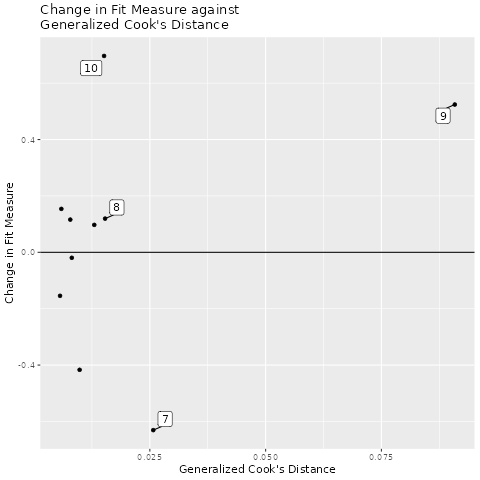 Change in Fit Measure against
Generalized Cook's Distance
10
9
0.4
8
0.0
-0.4
7
0.025
0.050
0.075
Generalized Cook's Distance
Change in Fit Measure